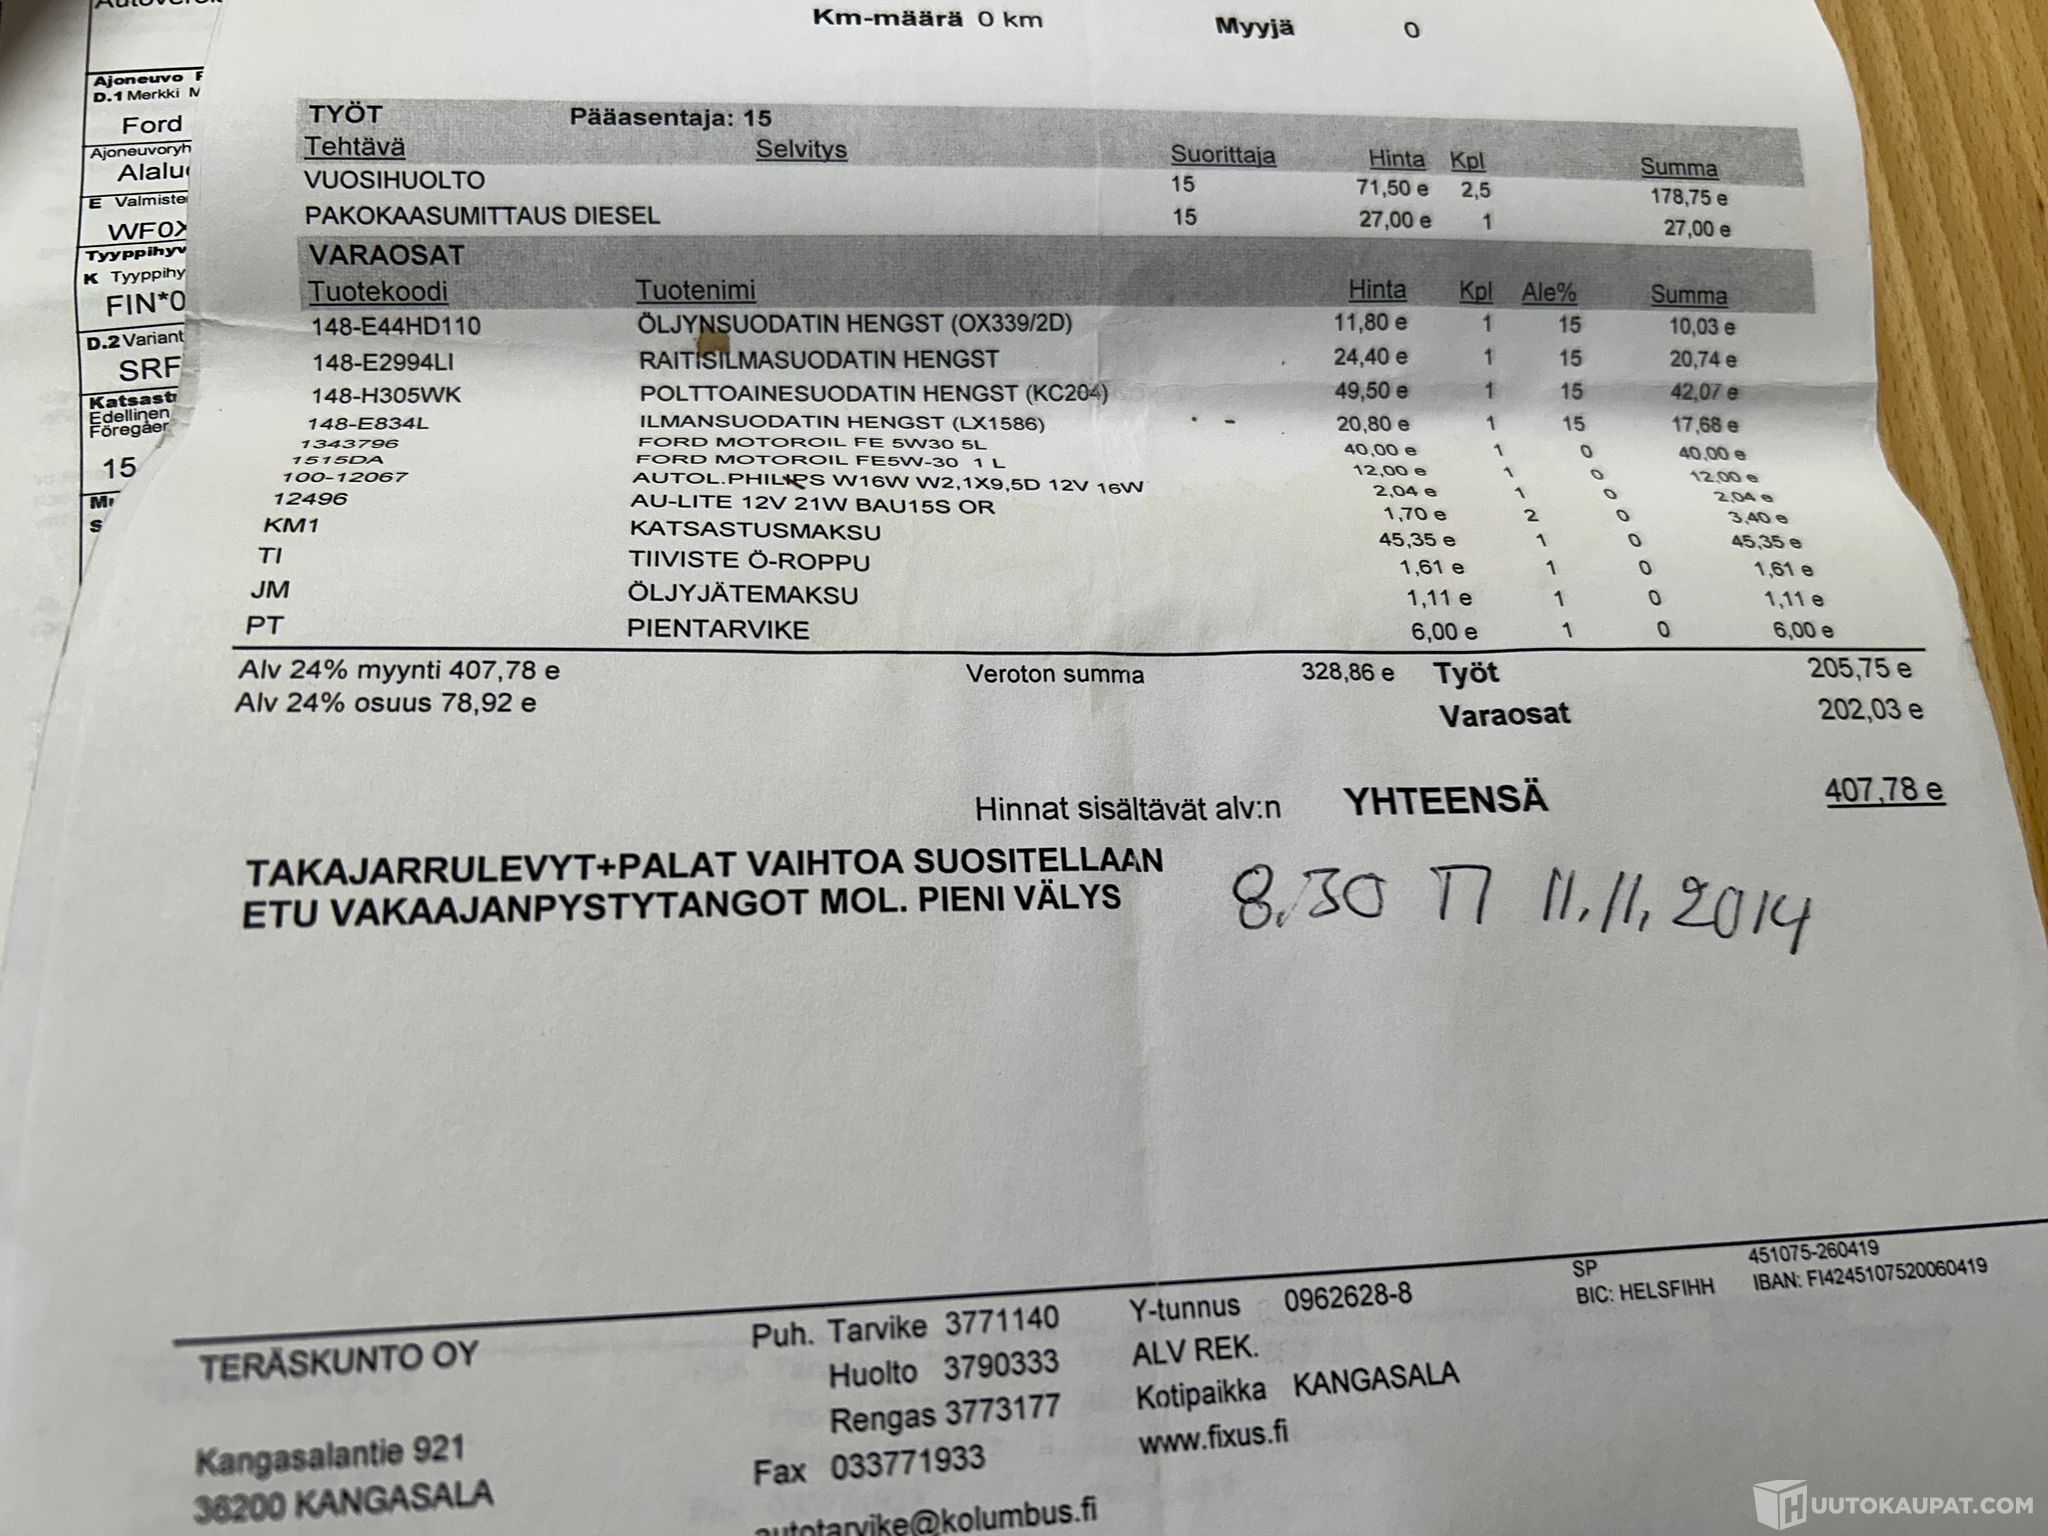 Km-määrä 0 km Myyjä 0
Ajoneuvo
D.1 Merkki M
Ford
Alalu
E Valmiste
WF0X
Tyyppihyv
K Tyyppihy
FIN*0
D.2 Variant
SRF
Katsast
Edellinen
15
TYÖT Pääasentaja: 15
Tehtävä Selvitys Suorittaja Hinta Kpl Summa
VUOSIHUOLTO 15 71,50 e 2,5 178,75 e
PAKOKAASUMITTAUS DIESEL 15 27,00 e 1 27,00 e
VARAOSAT
Tuotekoodi Tuotenimi Hinta Kpl Ale% Summa
148-E44HD110 ÖLJYNSUODATIN HENGST (OX339/2D) 11,80 e 1 15 10,03 e
148-E2994LI RAITISILMASUODATIN HENGST 24,40 e 1 15 20,74 e
148-H305WK POLTTOAINESUODATIN HENGST (KC204) 49,50 e 1 15 42,07 e
148-E834L ILMANSUODATIN HENGST (LX1586) 20,80 e 1 15 17,68 e
1343796 FORD MOTOROIL FE 5W30 5L 40,00 e 1 0 40,00 e
1515DA FORD MOTOROIL FE5W-30 1 L 12,00 e 1 0 12,00 e
100-12067 AUTOL.PHILIPS W16W W2,1X9,5D 12V 16W 2,04 e 1 0 2,04 e
12496 AU-LITE 12V 21W BAU15S OR 1,70 e 2 0 3,40 e
KM1 KATSASTUSMAKSU 45,35 e 1 0 45,35 e
TI TIIVISTE Ö-ROPPU 1,61 e 1 0 1,61 e
JM ÖLJYJÄTEMAKSU 1,11 e 1 0 1,11 e
PT PIENTARVIKE 6,00 e 1 0 6,00 e
Alv 24% myynti 407,78 e Veroton summa 328,86 e Työt 205,75 e
Alv 24% osuus 78,92 e Varaosat 202,03 e
Hinnat sisältävät alv:n YHTEENSÄ 407,78 e
TAKAJARRULEVYT+PALAT VAIHTOA SUOSITELLAAN
ETU VAKAAJANPYSTYTANGOT MOL. PIENI VÄLYS
8.30 TI 11.11.2014
SP 451075-260419
BIC: HELSFIHH IBAN: FI4245107520060419
TERÄSKUNTO OY Puh. Tarvike 3771140 Y-tunnus 0962628-8
Huolto 3790333 ALV REK.
Rengas 3773177 Kotipaikka KANGASALA
Kangasalantie 921 Fax 033771933 www.fixus.fi
36200 KANGASALA
autotarvike@kolumbus.fi
HUUTOKAUPAT.COM